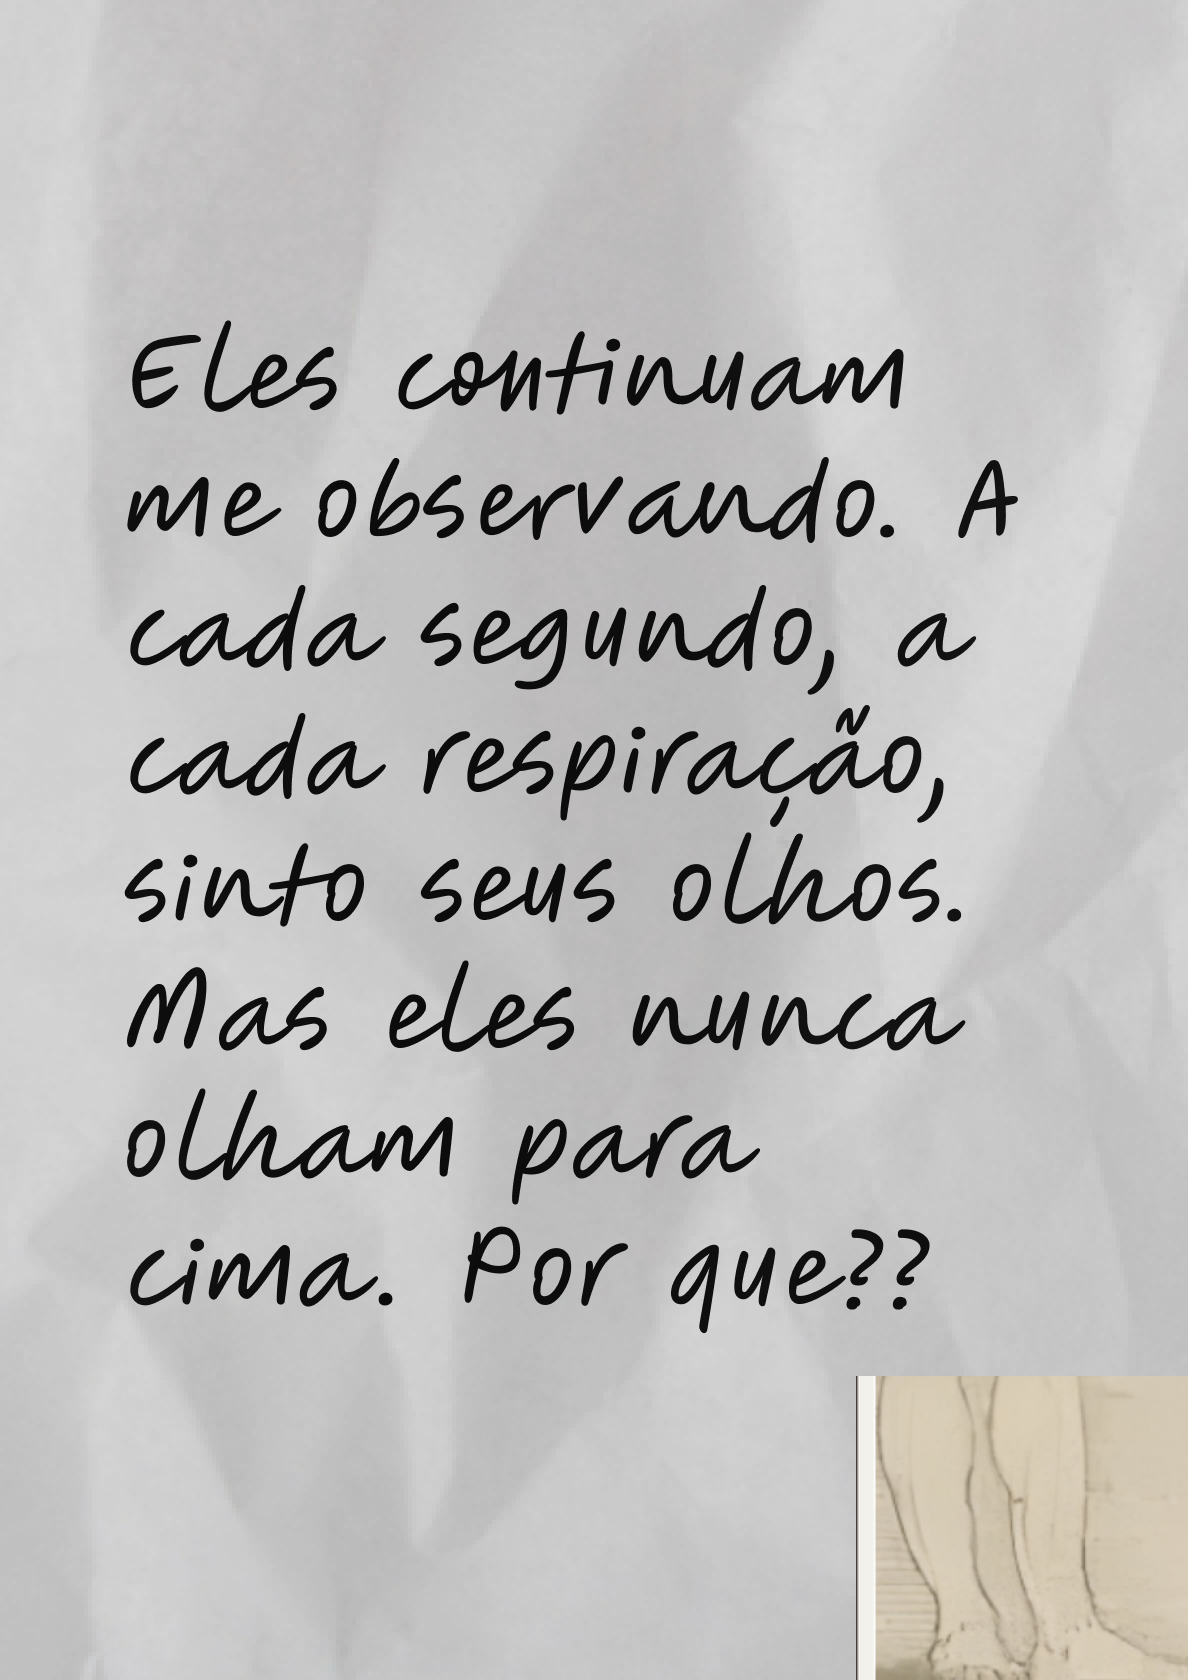 Eles continuam
me observando. A
cada segundo, a
cada respiração,
sinto seus olhos.
Mas eles nunca
olham para
cima. Por que??